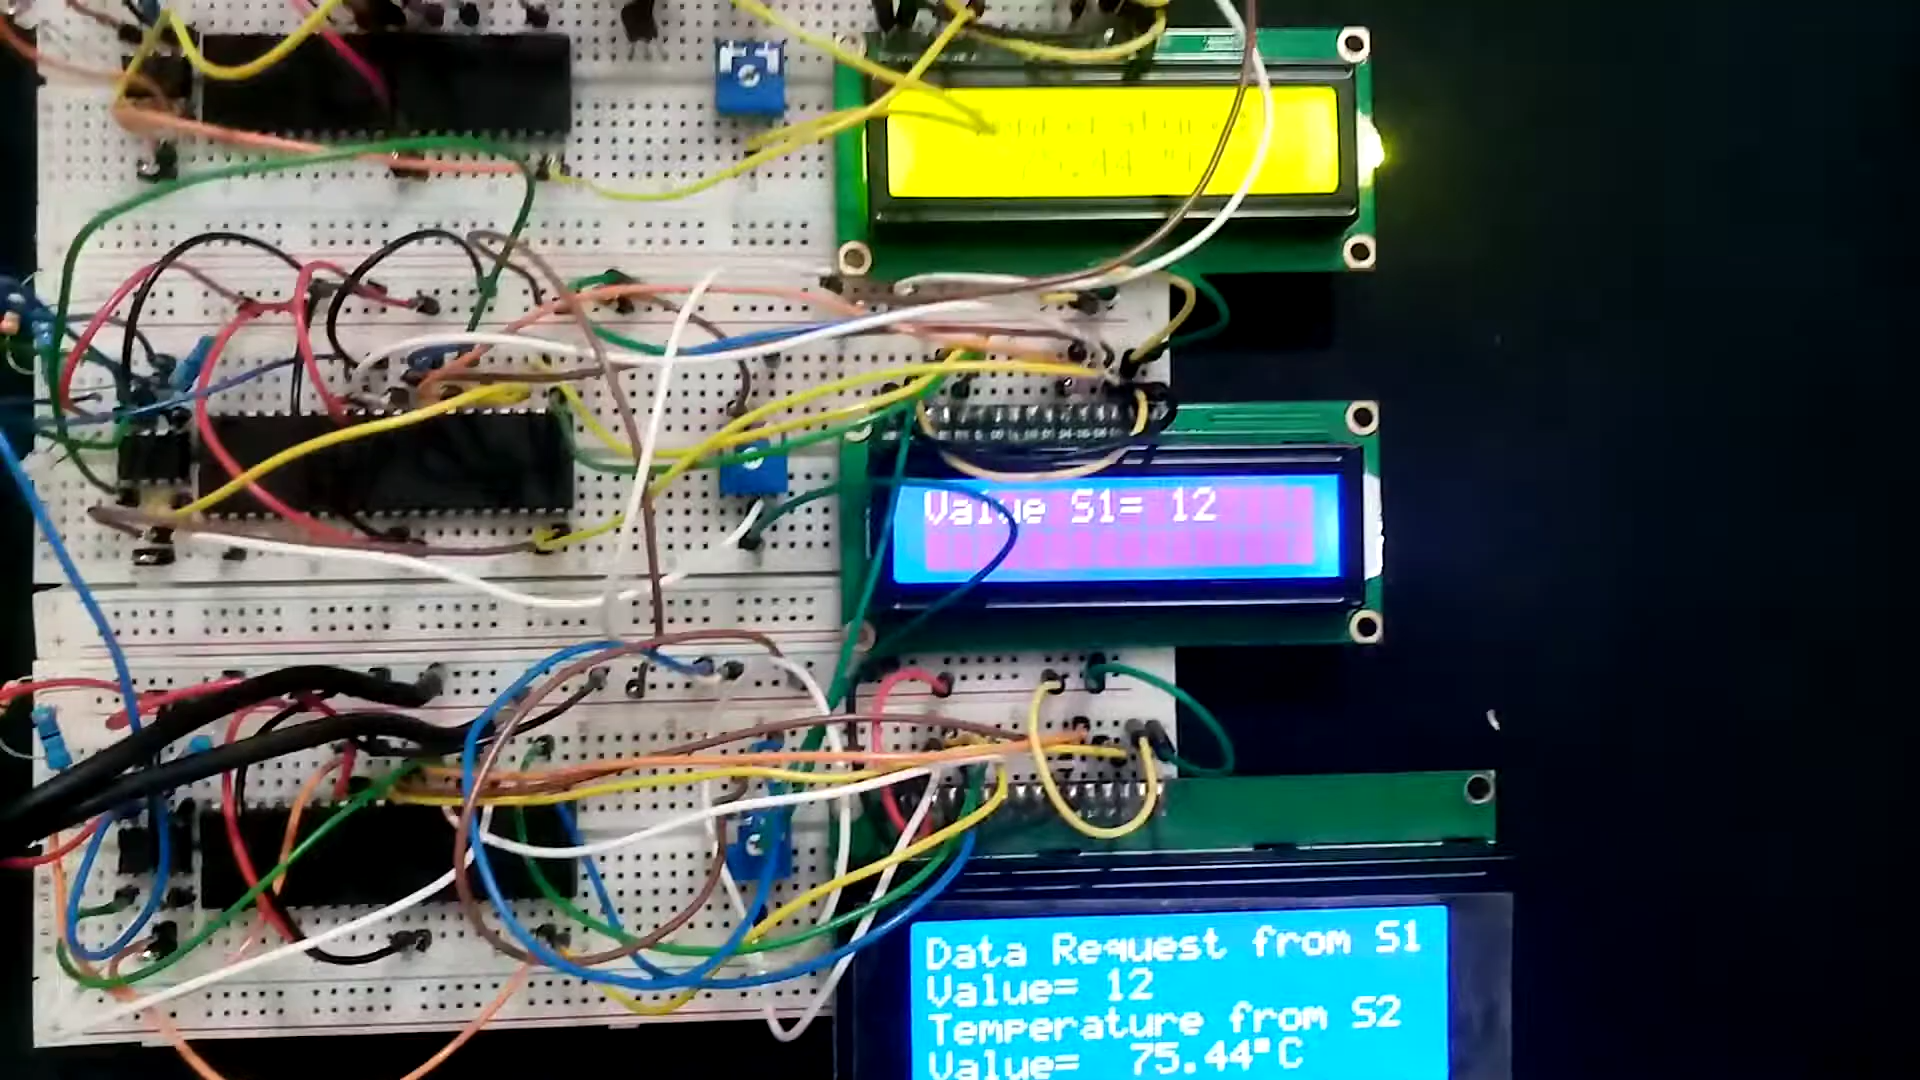 Value S1= 12
Data Request from S1
Value= 12
Temperature from S2
Value= 75.44°C